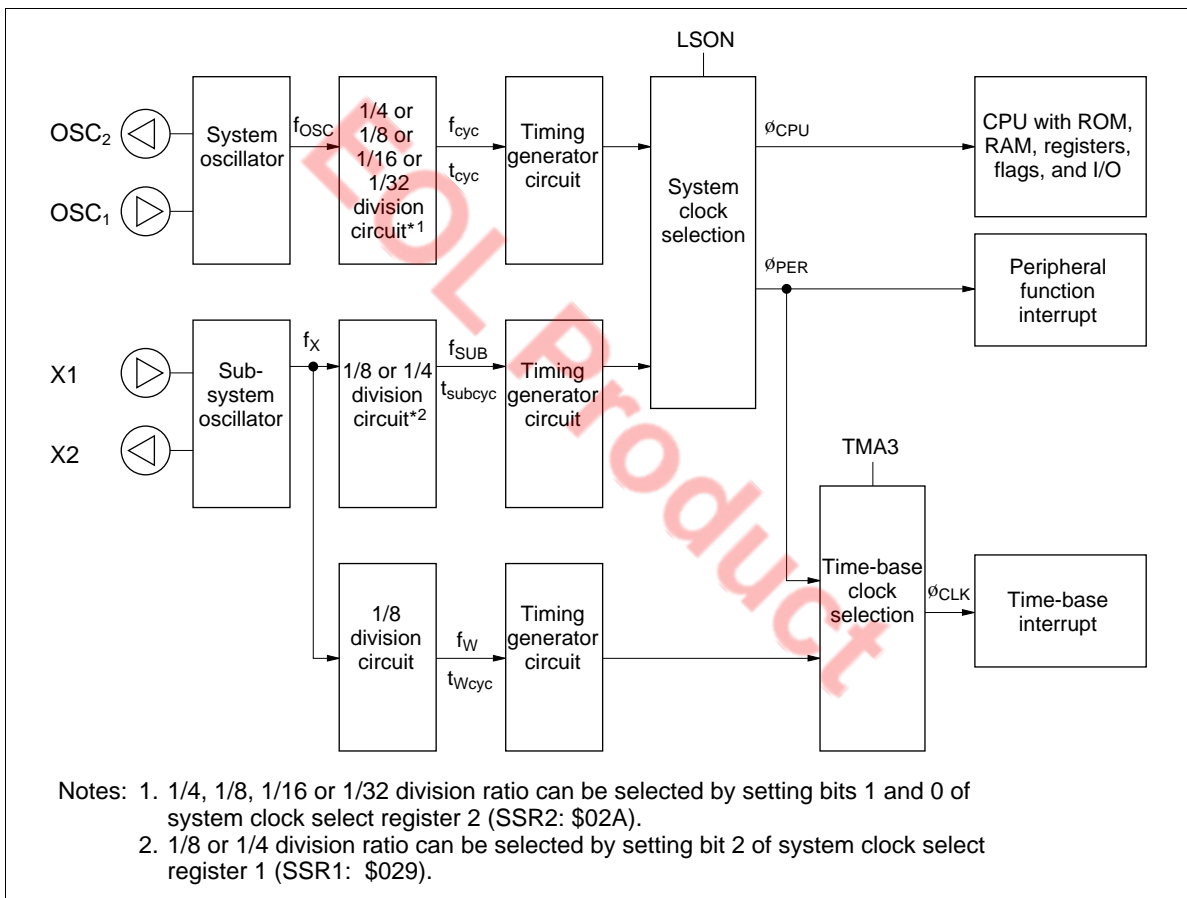 LSON
OSC2
OSC1
System
oscillator
fOSC
1/4 or
1/8 or
1/16 or
1/32
division
circuit*1
fcyc
tcyc
Timing
generator
circuit
System
clock
selection
øCPU
CPU with ROM,
RAM, registers,
flags, and I/O
øPER
Peripheral
function
interrupt
X1
X2
Sub-
system
oscillator
fX
1/8 or 1/4
division
circuit*2
fSUB
tsubcyc
Timing
generator
circuit
TMA3
1/8
division
circuit
fW
tWcyc
Timing
generator
circuit
Time-base
clock
selection
øCLK
Time-base
interrupt
EOL Product
Notes: 1. 1/4, 1/8, 1/16 or 1/32 division ratio can be selected by setting bits 1 and 0 of
system clock select register 2 (SSR2: $02A).
2. 1/8 or 1/4 division ratio can be selected by setting bit 2 of system clock select
register 1 (SSR1: $029).